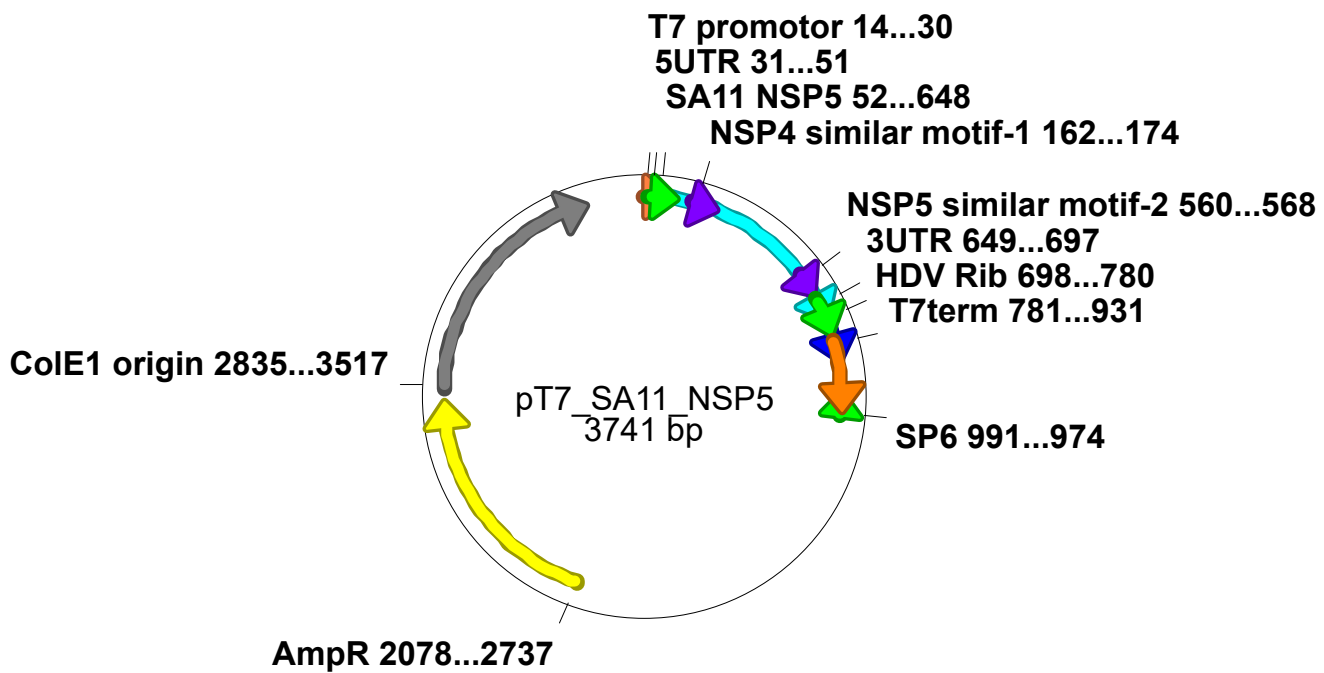 T7 promotor 14...30
5UTR 31...51
SA11 NSP5 52...648
NSP4 similar motif-1 162...174
NSP5 similar motif-2 560...568
3UTR 649...697
HDV Rib 698...780
T7term 781...931
ColE1 origin 2835...3517
pT7_SA11_NSP5
3741 bp
SP6 991...974
AmpR 2078...2737